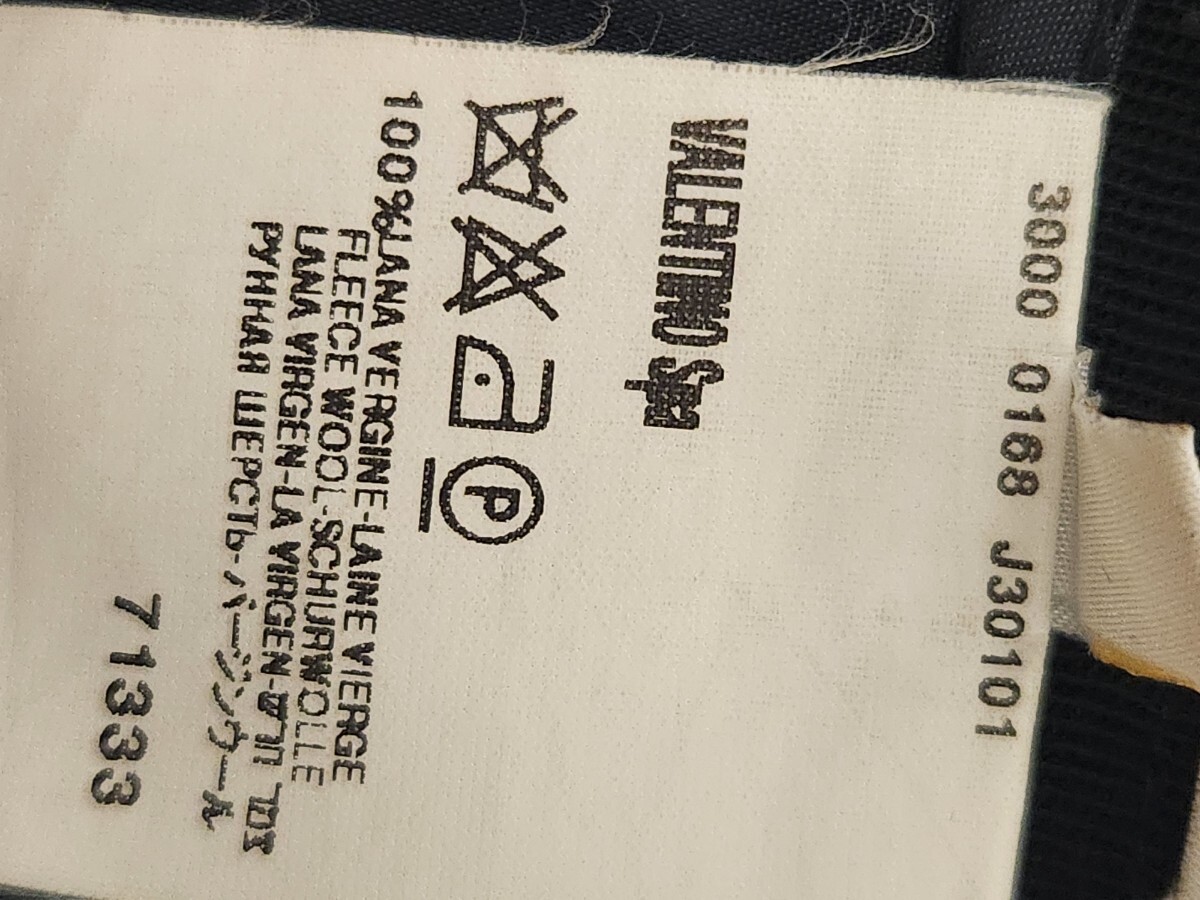 3000 0168 J30101
VALENTINO SpA
P
100%LANA VERGINE-LAINE VIERGE
FLEECE WOOL-SCHURWOLLE
LANA VIRGEN-LA VIRGEN-צמר
РУННАЯ ШЕРСТЬ-バージンウール
71333